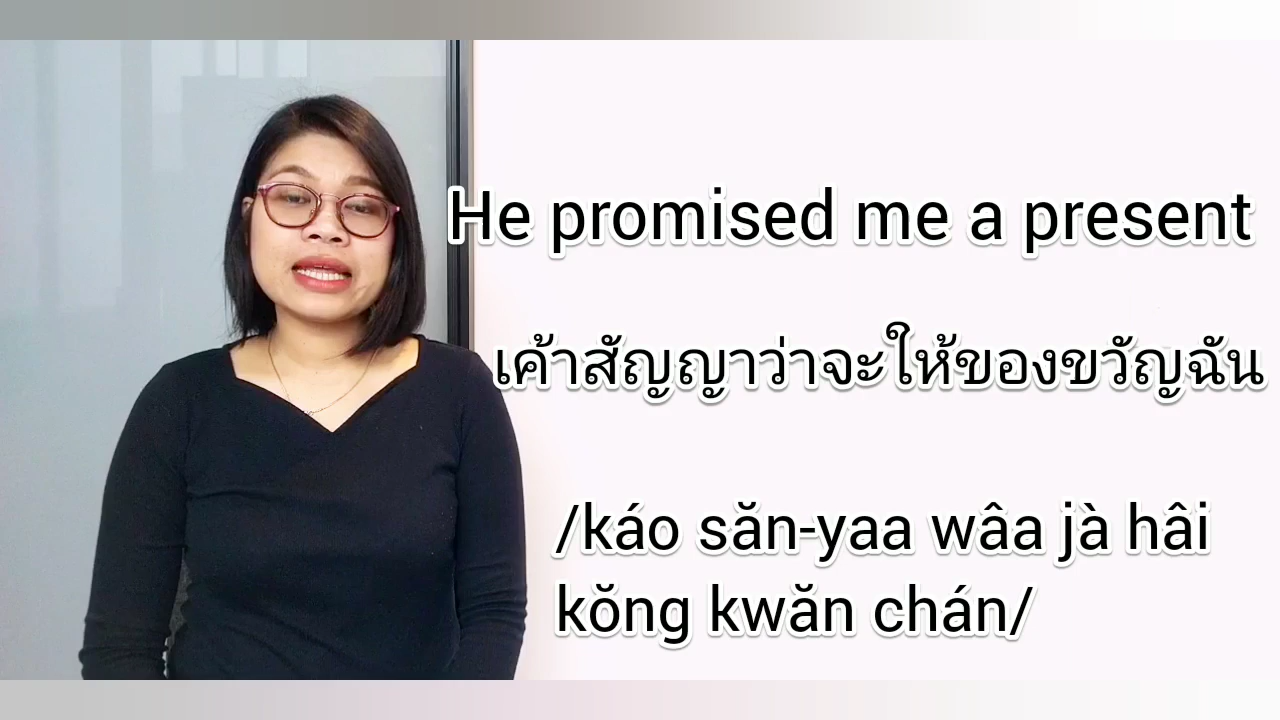 He promised me a present
เค้าสัญญาว่าจะให้ของขวัญฉัน
/káo săn-yaa wâa jà hâi
kŏng kwăn chán/